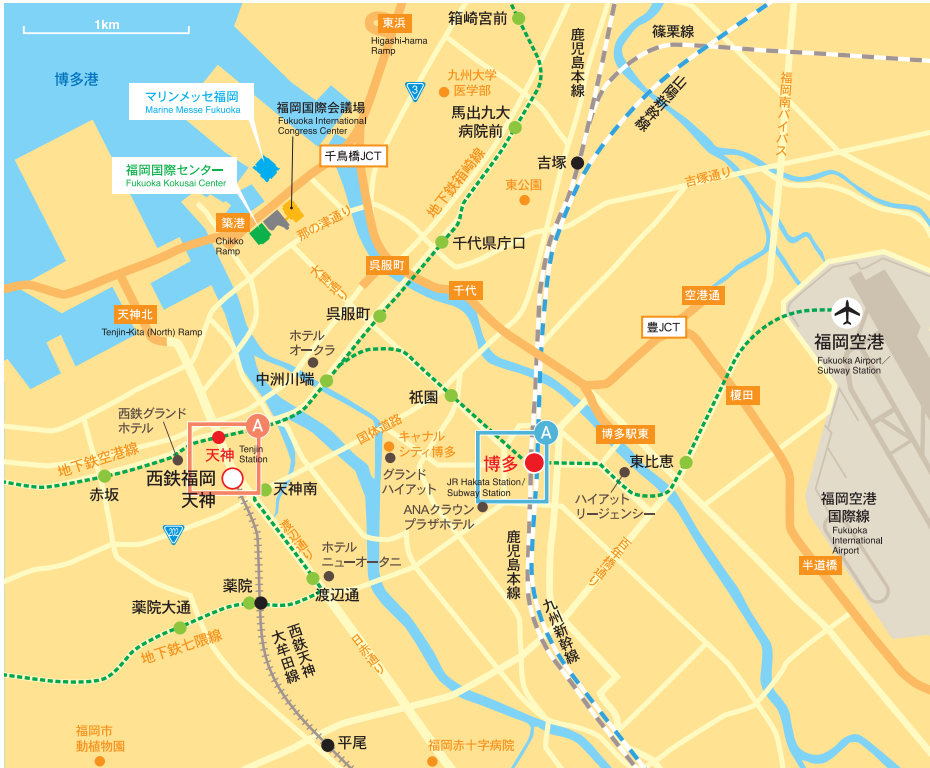 1km
博多港
東浜
Higashi-hama
Ramp
箱崎宮前
鹿児島本線
篠栗線
山陽新幹線
福岡南バイパス
九州大学
医学部
3
マリンメッセ福岡
Marine Messe Fukuoka
福岡国際会議場
Fukuoka International
Congress Center
馬出九大
病院前
千鳥橋JCT
吉塚
福岡国際センター
Fukuoka Kokusai Center
地下鉄箱崎線
東公園
吉塚通り
築港
Chikko
Ramp
那の津通り
千代県庁口
大博通り
呉服町
千代
空港通
天神北
Tenjin-Kita (North) Ramp
呉服町
豊JCT
福岡空港
Fukuoka Airport/
Subway Station
ホテル
オークラ
中洲川端
祇園
榎田
西鉄グランド
ホテル
A
国体道路
キャナル
シティ博多
A
博多駅東
地下鉄空港線
天神
Tenjin
Station
博多
JR Hakata Station/
Subway Station
東比恵
赤坂
西鉄福岡
天神
天神南
グランド
ハイアット
ハイアット
リージェンシー
ANAクラウン
プラザホテル
福岡空港
国際線
Fukuoka
International
Airport
202
渡辺通り
ホテル
ニューオータニ
鹿児島本線
百年橋通り
半道橋
薬院
渡辺通
薬院大通
九州新幹線
地下鉄七隈線
西鉄天神
大牟田線
日赤通り
福岡市
動植物園
平尾
福岡赤十字病院